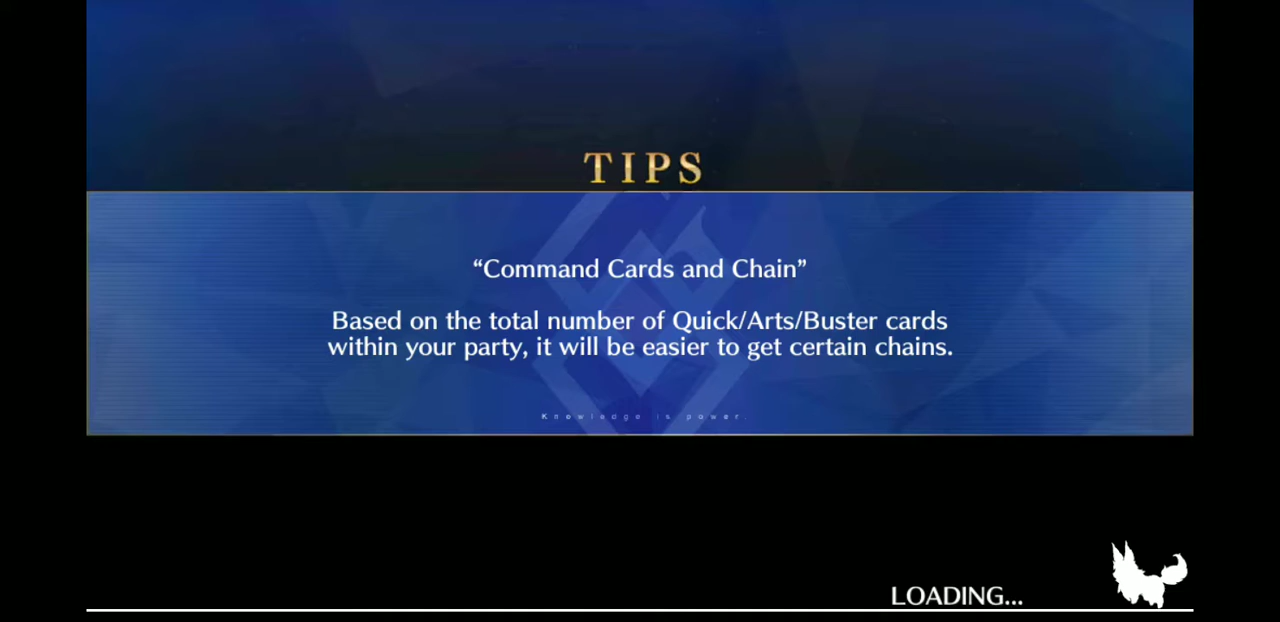 TIPS
“Command Cards and Chain”
Based on the total number of Quick/Arts/Buster cards
within your party, it will be easier to get certain chains.
Knowledge is power.
LOADING...